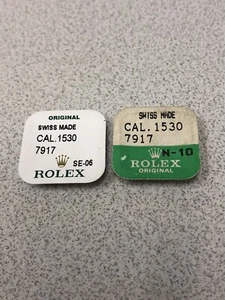 ORIGINAL
SWISS MADE
CAL.1530
7917
SE-06
ROLEX
SWISS MADE
CAL.1530
7917
N-10
ROLEX
ORIGINAL